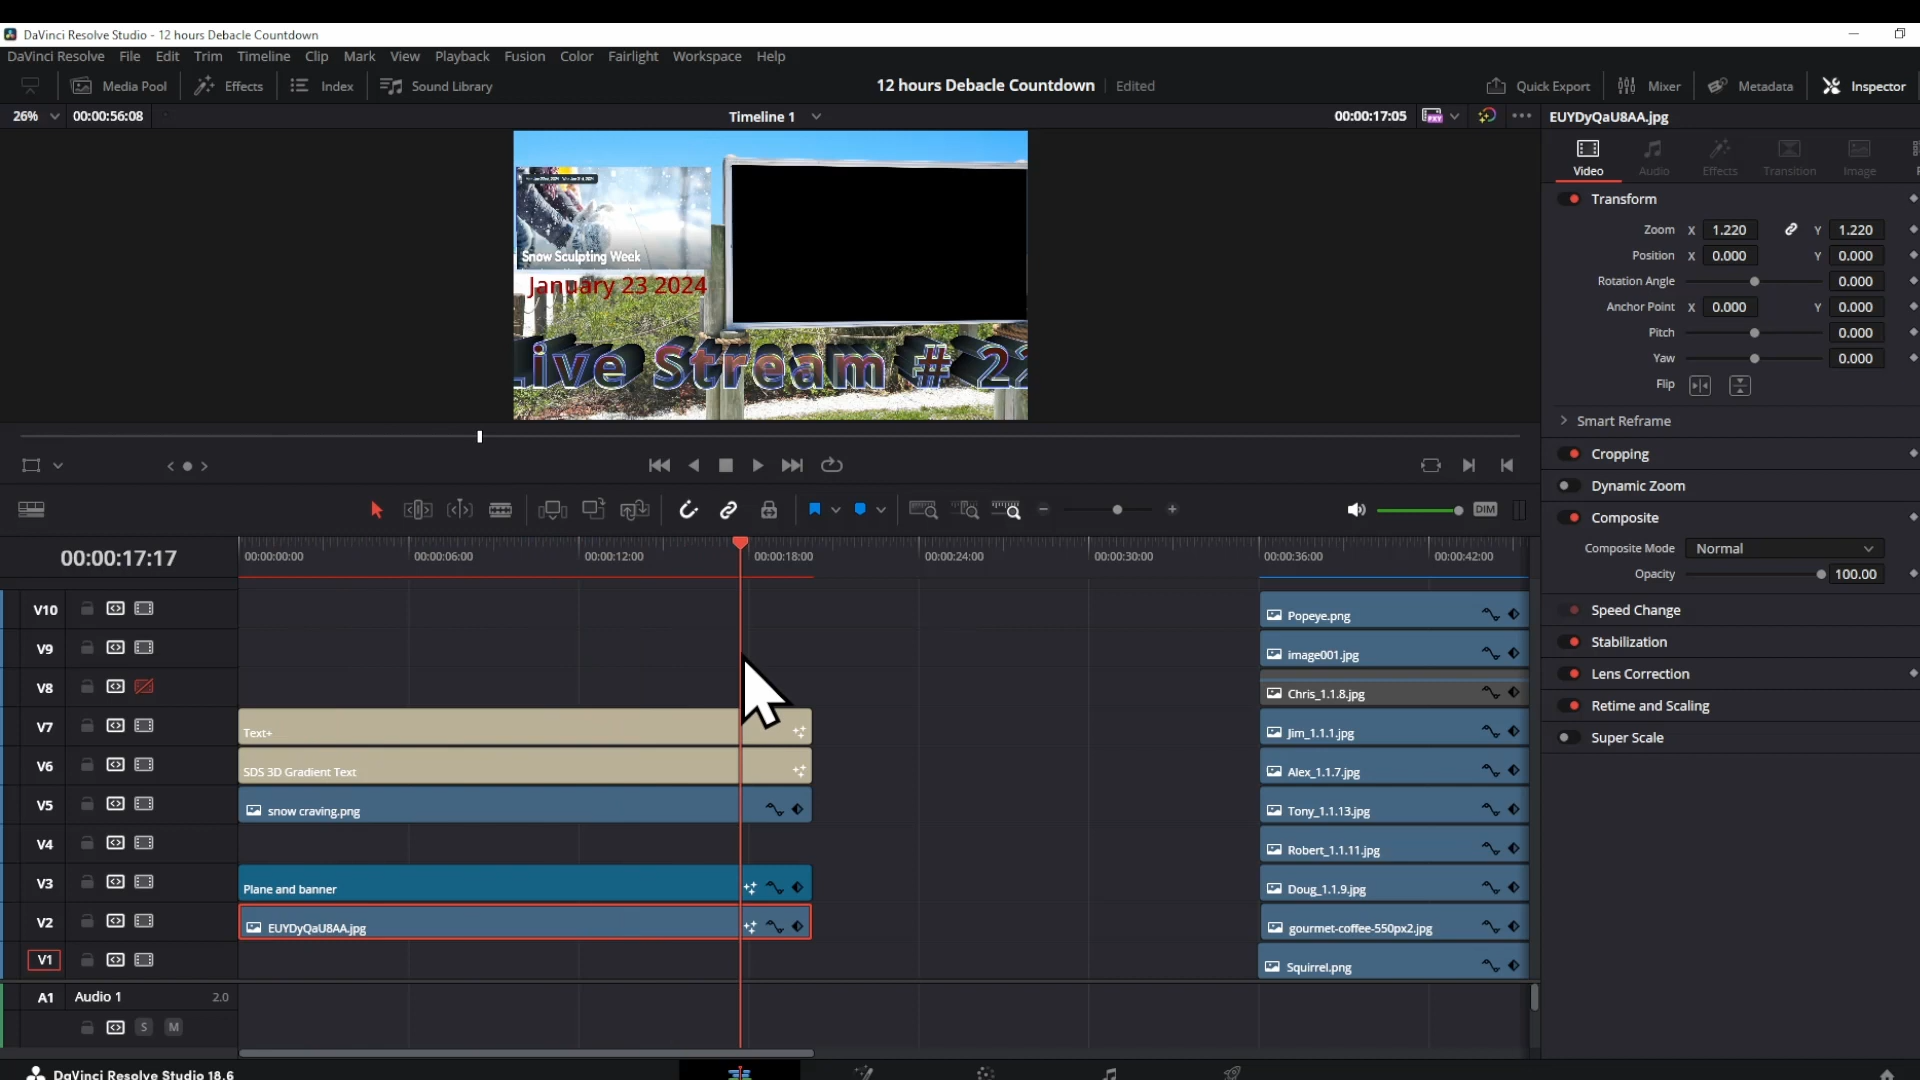 DaVinci Resolve Studio - 12 hours Debacle Countdown
DaVinci Resolve File Edit Trim Timeline Clip Mark View Playback Fusion Color Fairlight Workspace Help
Media Pool Effects Index Sound Library 12 hours Debacle Countdown Edited Quick Export Mixer Metadata Inspector
26% 00:00:56:08 Timeline 1 00:00:17:05 EUYDyQaU8AA.jpg
Video Audio Effects Transition Image
Transform
Zoom X 1.220 Y 1.220
Position X 0.000 Y 0.000
Rotation Angle 0.000
Anchor Point X 0.000 Y 0.000
Pitch 0.000
Yaw 0.000
Flip
Smart Reframe
Cropping
Dynamic Zoom
Composite
Composite Mode Normal
Opacity 100.00
Speed Change
Stabilization
Lens Correction
Retime and Scaling
Super Scale
Snow Sculpting Week
January 23 2024
Live Stream # 22
DIM
00:00:17:17
00:00:00:00 00:00:06:00 00:00:12:00 00:00:18:00 00:00:24:00 00:00:30:00 00:00:36:00 00:00:42:00
V10 Popeye.png
V9 image001.jpg
V8 Chris_1.1.8.jpg
V7 Text+ Jim_1.1.1.jpg
V6 SDS 3D Gradient Text Alex_1.1.7.jpg
V5 snow craving.png Tony_1.1.13.jpg
V4 Robert_1.1.11.jpg
V3 Plane and banner Doug_1.1.9.jpg
V2 EUYDyQaU8AA.jpg gourmet-coffee-550px2.jpg
V1 Squirrel.png
A1 Audio 1 2.0
S M
DaVinci Resolve Studio 18.6